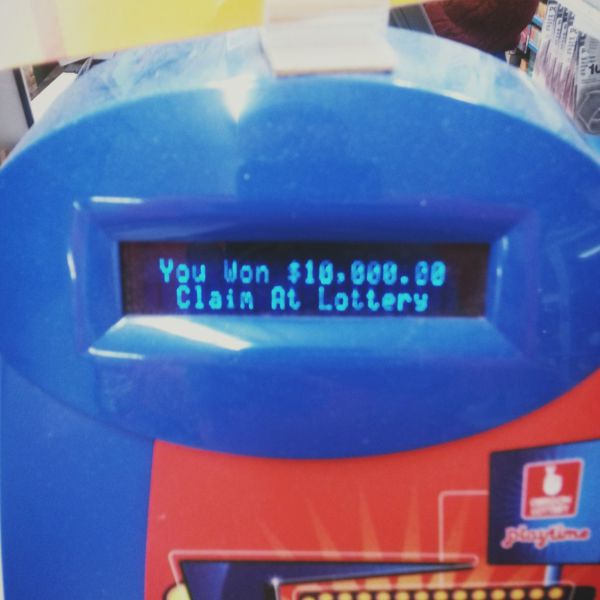 You Won $10,000.00
Claim At Lottery
playtime